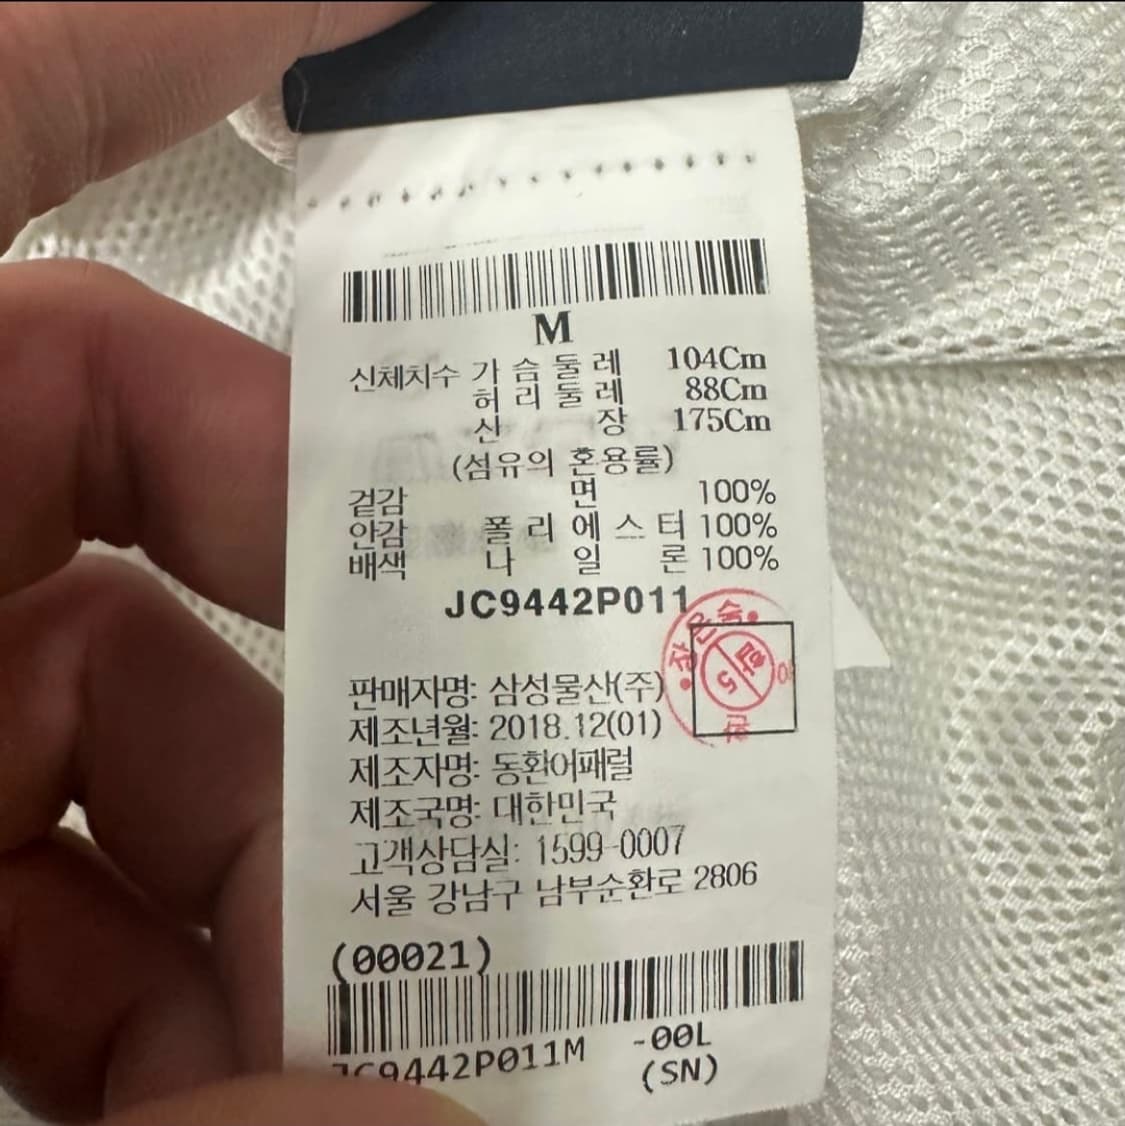 M
신체치수 가슴둘레 104Cm
허리둘레 88Cm
신 장 175Cm
(섬유의 혼용률)
겉감 면 100%
안감 폴리에스터 100%
배색 나일론 100%
JC9442P011
판매자명: 삼성물산(주)
제조년월: 2018.12(01)
제조자명: 동환어패럴
제조국명: 대한민국
고객상담실: 1599-0007
서울 강남구 남부순환로 2806
(00021)
JC9442P011M -00L
(SN)